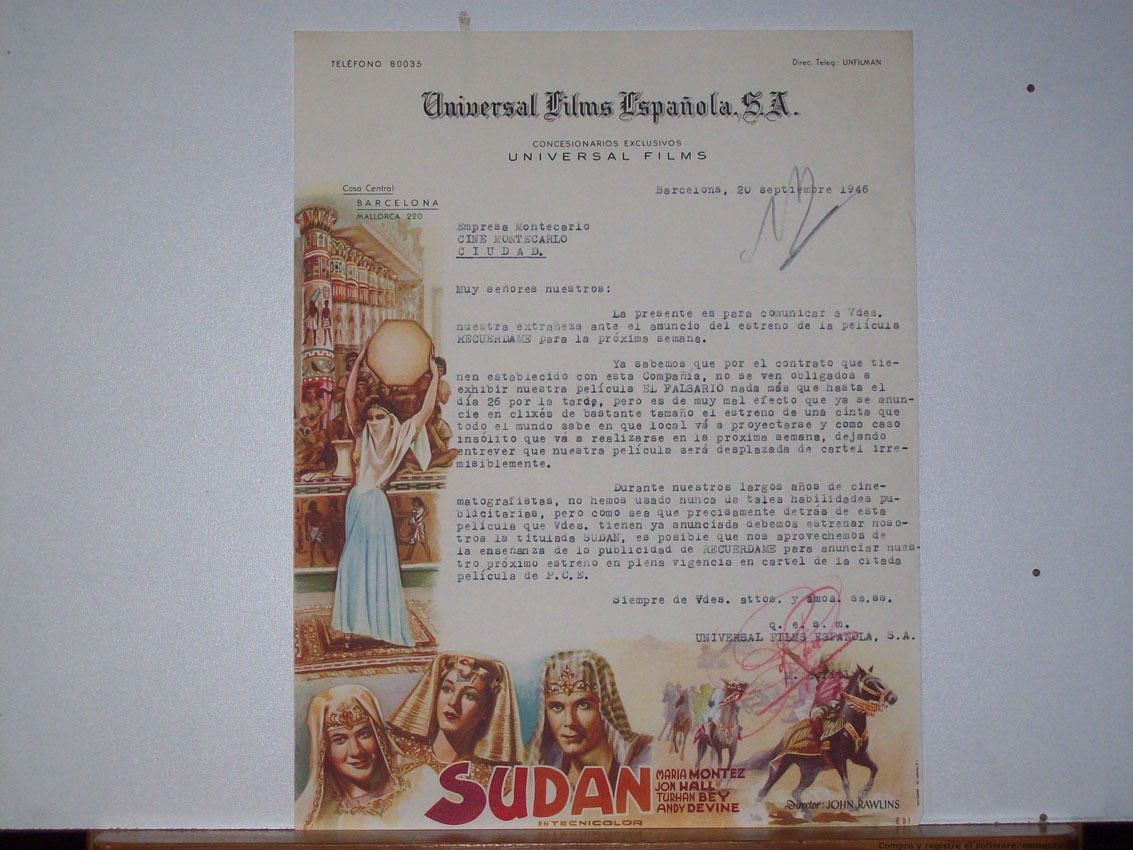 TELÉFONO 80035
Direc. Teleg.: UNFILMAN
Universal Films Española, S.A.
CONCESIONARIOS EXCLUSIVOS
UNIVERSAL FILMS
Casa Central:
BARCELONA
MALLORCA 220
Barcelona, 20 septiembre 1946
Empresa Montecarlo
CINE MONTECARLO
CIUDAD.
Muy señores nuestros:
La presente es para comunicar a Vdes.
nuestra extrañeza ante el anuncio del estreno de la película
RECUERDAME para la próxima semana.
Ya sabemos que por el contrato que tie-
nen establecido con esta Compañia, no se ven obligados a
exhibir nuestra película EL FALSARIO nada más que hasta el
día 26 por la tarde, pero es de muy mal efecto que ya se anun-
cie en clixés de bastante tamaño el estreno de una cinta que
todo el mundo sabe en que local vá a proyectarse y como caso
insólito que vá a realizarse en la proxima semana, dejando
entrever que nuestra película será desplazada de cartel irre-
misiblemente.
Durante nuestros largos años de cine-
matografistas, no hemos usado nunca de tales habilidades pu-
blicitarias, pero como sea que precisamente detrás de esta
película que Vdes. tienen ya anunciada debemos estrenar noso-
tros la titulada SUDAN, es posible que nos aprovechemos de
la enseñanza de la publicidad de RECUERDAME para anunciar nues-
tro próximo estreno en plena vigencia en cartel de la citada
película de P.C.E.
Siempre de Vdes. attos. y amos. ss.ss.
q. e. s. m.
UNIVERSAL FILMS ESPAÑOLA, S.A.
SUDAN
EN TECNICOLOR
MARIA MONTEZ
JON HALL
TURHAN BEY
ANDY DEVINE
Director: JOHN RAWLINS
Compre y registre el software.